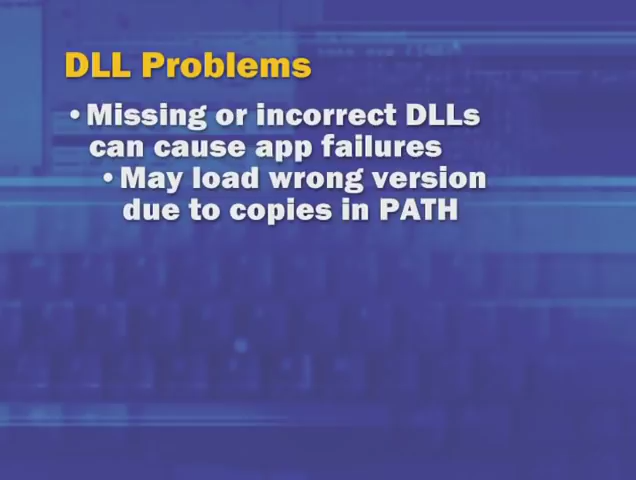 DLL Problems
•Missing or incorrect DLLs
can cause app failures
•May load wrong version
due to copies in PATH